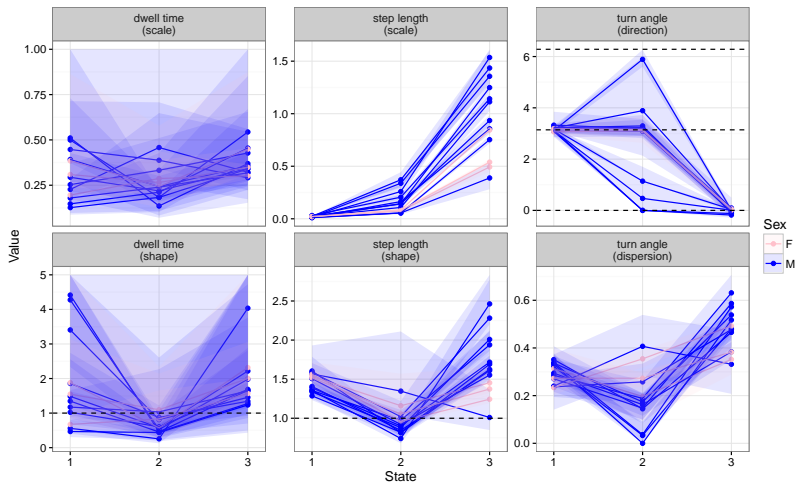 dwell time
(scale)
step length
(scale)
turn angle
(direction)
1.00
0.75
0.50
0.25
1.5
1.0
0.5
0.0
6
4
2
0
Value
dwell time
(shape)
step length
(shape)
turn angle
(dispersion)
5
4
3
2
1
0
2.5
2.0
1.5
1.0
0.6
0.4
0.2
0.0
1 2 3
1 2 3
1 2 3
State
Sex
F
M